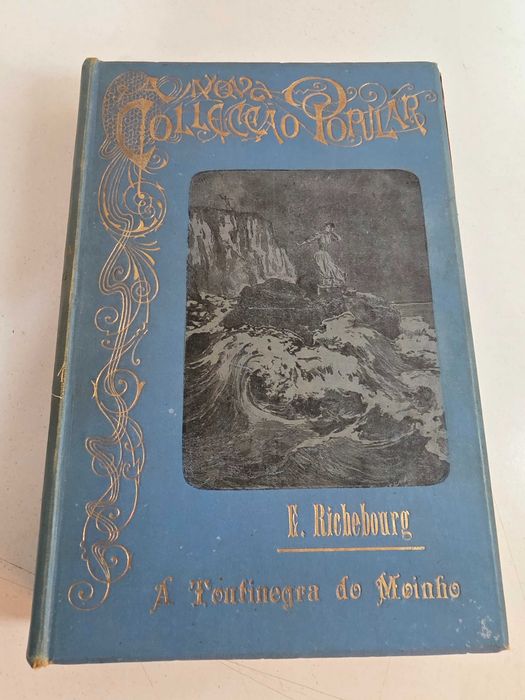 A NOVA
COLLECÇÃO POPULAR
E. Richebourg
A Toutinegra do Moinho